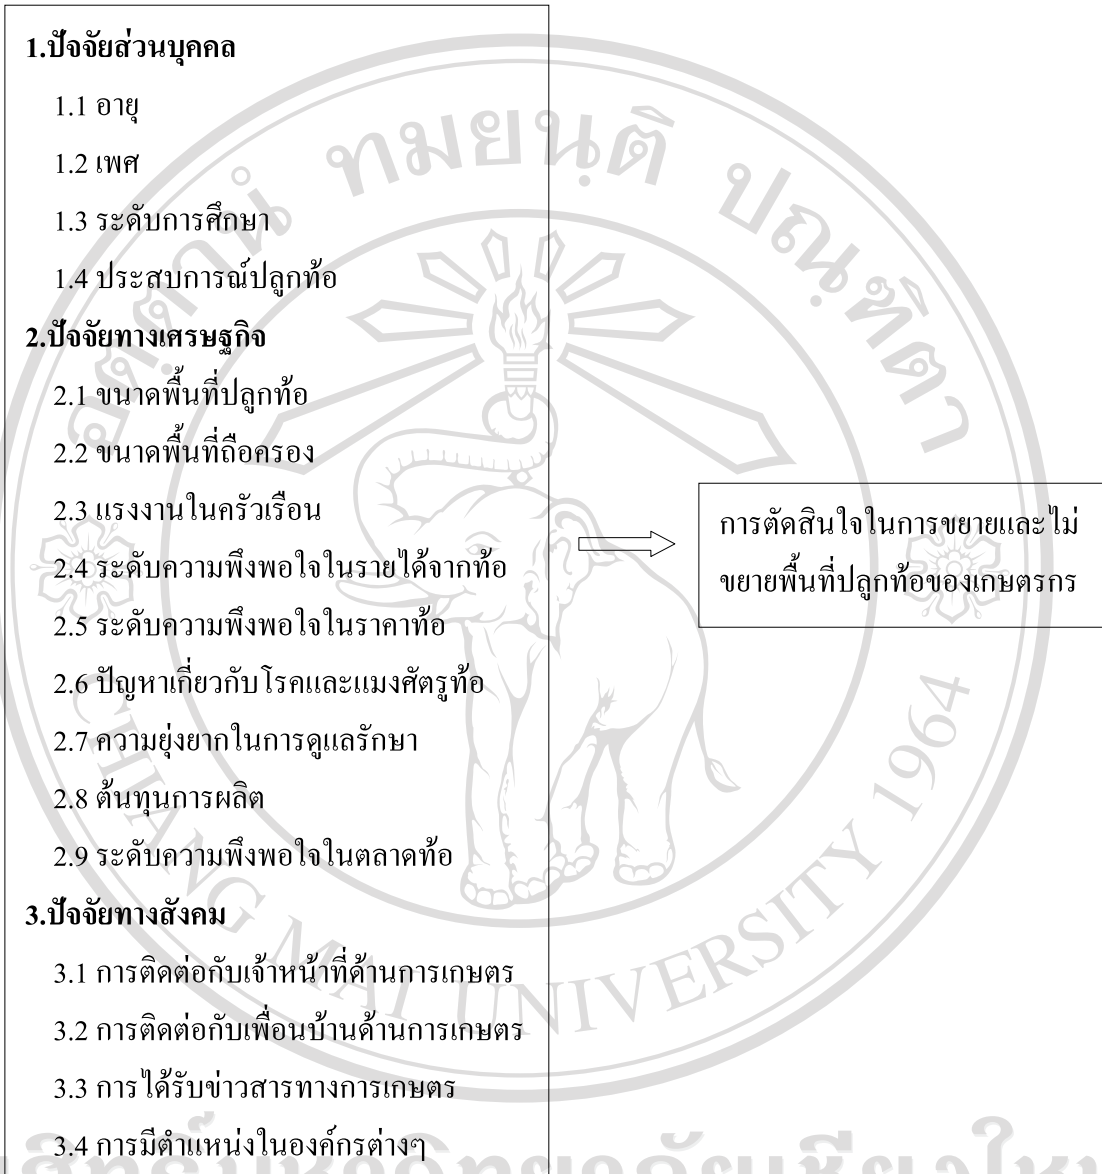 1.ปัจจัยส่วนบุคคล
1.1 อายุ
1.2 เพศ
1.3 ระดับการศึกษา
1.4 ประสบการณ์ปลูกท้อ
2.ปัจจัยทางเศรษฐกิจ
2.1 ขนาดพื้นที่ปลูกท้อ
2.2 ขนาดพื้นที่ถือครอง
2.3 แรงงานในครัวเรือน
2.4 ระดับความพึงพอใจในรายได้จากท้อ
2.5 ระดับความพึงพอใจในราคาท้อ
2.6 ปัญหาเกี่ยวกับโรคและแมงศัตรูท้อ
2.7 ความยุ่งยากในการดูแลรักษา
2.8 ต้นทุนการผลิต
2.9 ระดับความพึงพอใจในตลาดท้อ
3.ปัจจัยทางสังคม
3.1 การติดต่อกับเจ้าหน้าที่ด้านการเกษตร
3.2 การติดต่อกับเพื่อนบ้านด้านการเกษตร
3.3 การได้รับข่าวสารทางการเกษตร
3.4 การมีตำแหน่งในองค์กรต่างๆ
การตัดสินใจในการขยายและไม่
ขยายพื้นที่ปลูกท้อของเกษตรกร
อตฺตานํ ทมยนฺติ ปณฺฑิตา
CHIANG MAI UNIVERSITY 1964